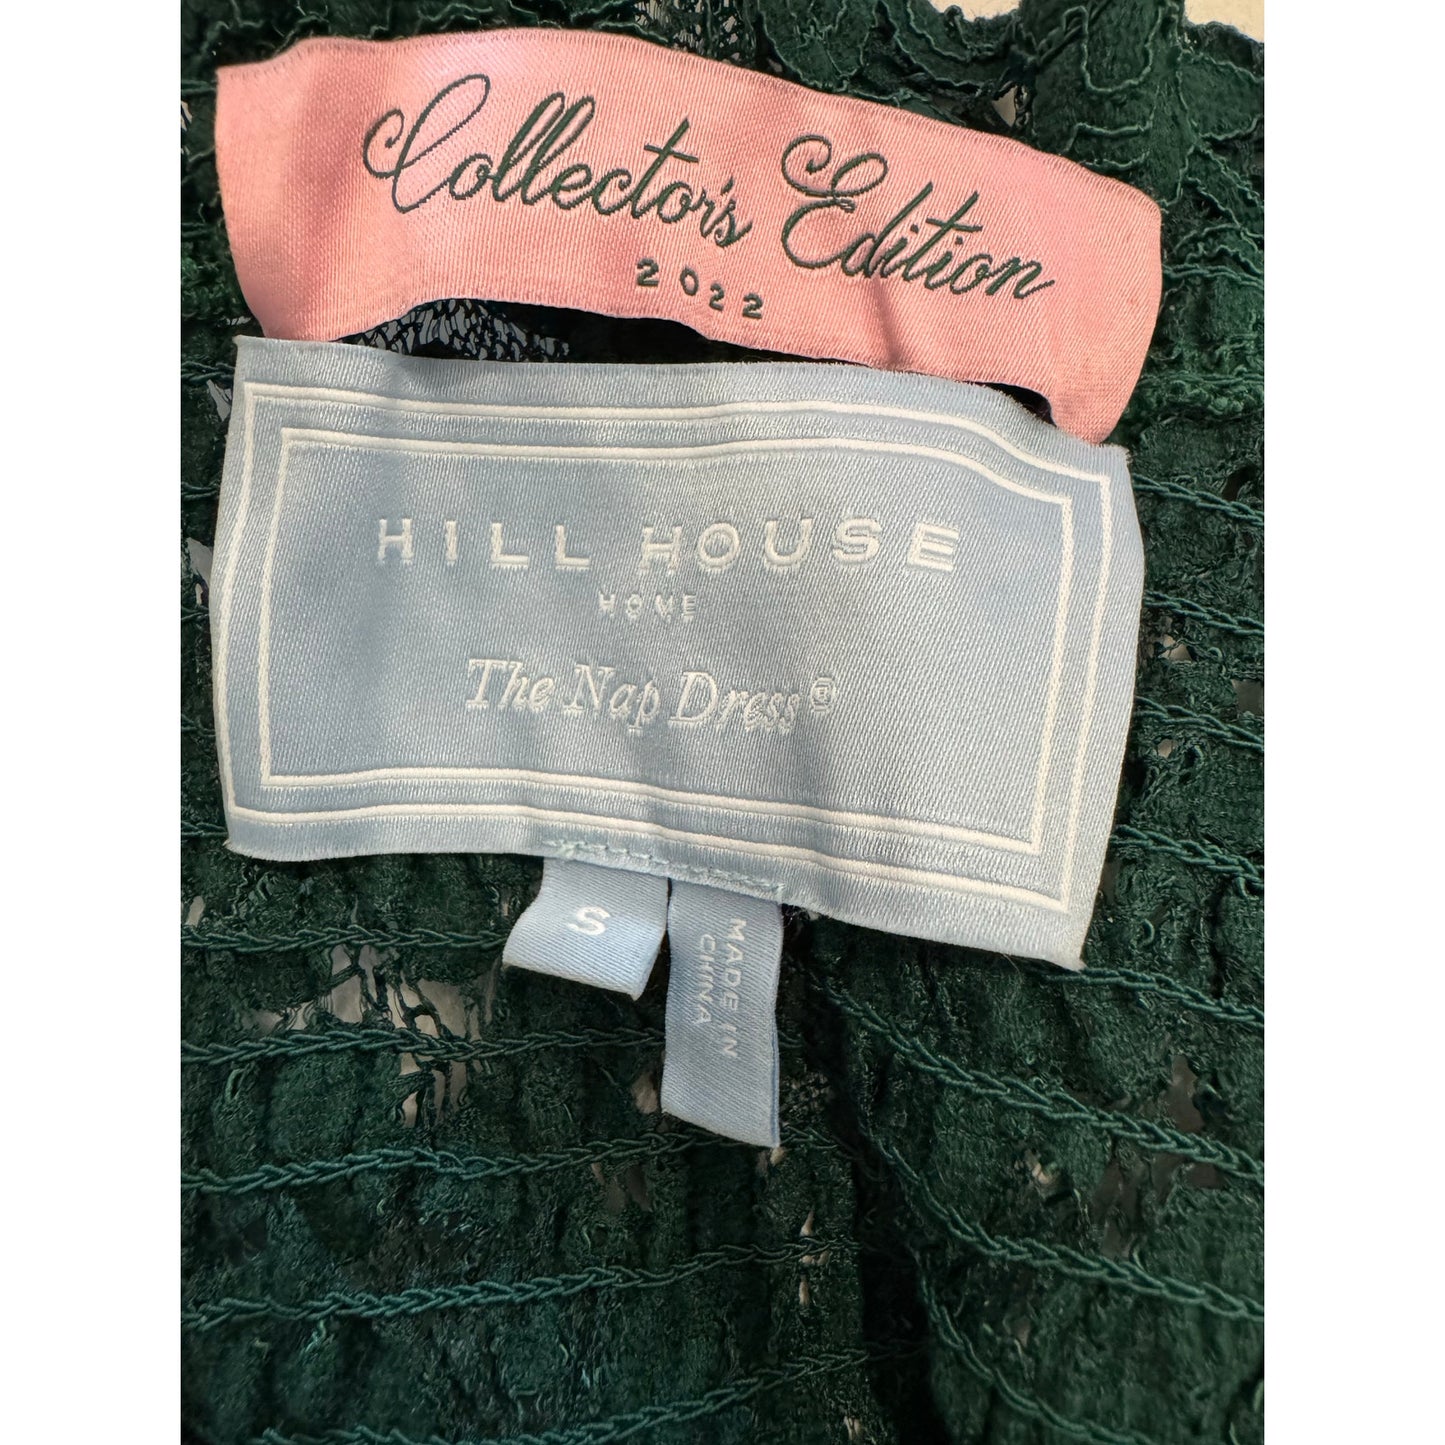 Collector's Edition
2022
HILL HOUSE
HOME
The Nap Dress®
S
MADE IN
CHINA